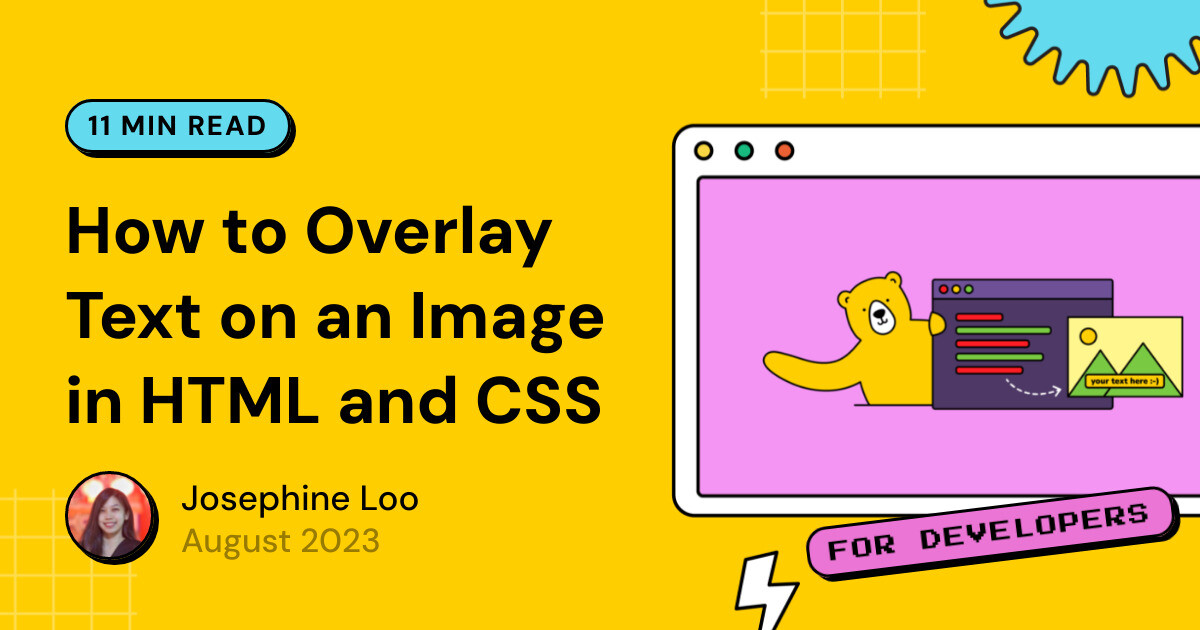 11 MIN READ
How to Overlay
Text on an Image
in HTML and CSS
Josephine Loo
August 2023
your text here :-)
FOR DEVELOPERS